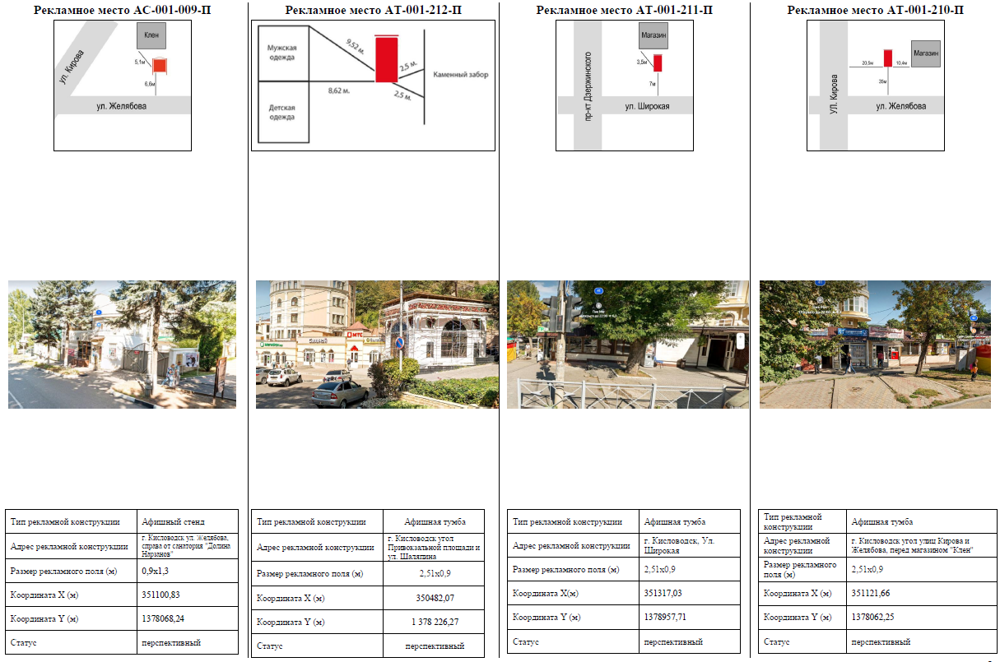 Рекламное место АС-001-009-П
Клен
5,1м
6,6м
ул. Кирова
ул. Желябова
Тип рекламной конструкции
Афишный стенд
Адрес рекламной конструкции
г. Кисловодск ул. Желябова,
справа от санатория "Долина
Нарзанов"
Размер рекламного поля (м)
0,9х1,3
Координата X (м)
351100,83
Координата Y (м)
1378068,24
Статус
перспективный
Рекламное место АТ-001-212-П
Мужская
одежда
9,52 м.
2,5 м.
Каменный забор
8,62 м.
2,5 м.
Детская
одежда
МТС
Тип рекламной конструкции
Афишная тумба
Адрес рекламной конструкции
г. Кисловодск угол
Привокзальной площади и
ул. Шаляпина
Размер рекламного поля (м)
2,51х0,9
Координата X (м)
350482,07
Координата Y (м)
1 378 226,27
Статус
перспективный
Рекламное место АТ-001-211-П
Магазин
3,5м
7м
пр-кт Дзержинского
ул. Широкая
Тип рекламной конструкции
Афишная тумба
Адрес рекламной конструкции
г. Кисловодск, Ул.
Широкая
Размер рекламного поля (м)
2,51х0,9
Координата X(м)
351317,03
Координата Y (м)
1378957,71
Статус
перспективный
Рекламное место АТ-001-210-П
Магазин
20,5м
10,4м
35м
УЛ. Кирова
ул. Желябова
Тип рекламной
конструкции
Афишная тумба
Адрес рекламной
конструкции
г. Кисловодск угол улиц Кирова и
Желябова, перед магазином "Клен"
Размер рекламного
поля (м)
2,51х0,9
Координата X (м)
351121,66
Координата Y (м)
1378062,25
Статус
перспективный